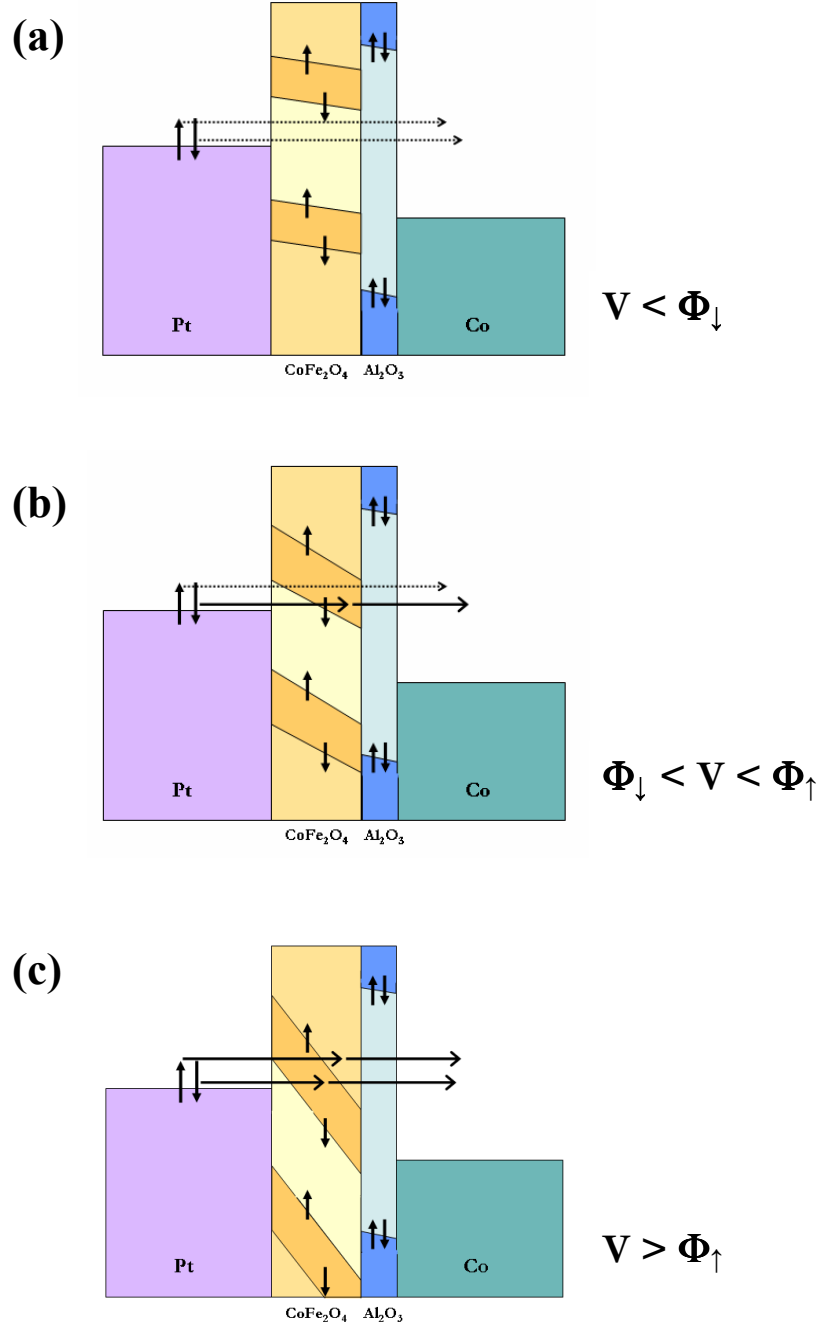 (a)
Pt
Co
CoFe₂O₄ Al₂O₃
V < Φ↓
(b)
Pt
Co
CoFe₂O₄ Al₂O₃
Φ↓ < V < Φ↑
(c)
Pt
Co
CoFe₂O₄ Al₂O₃
V > Φ↑